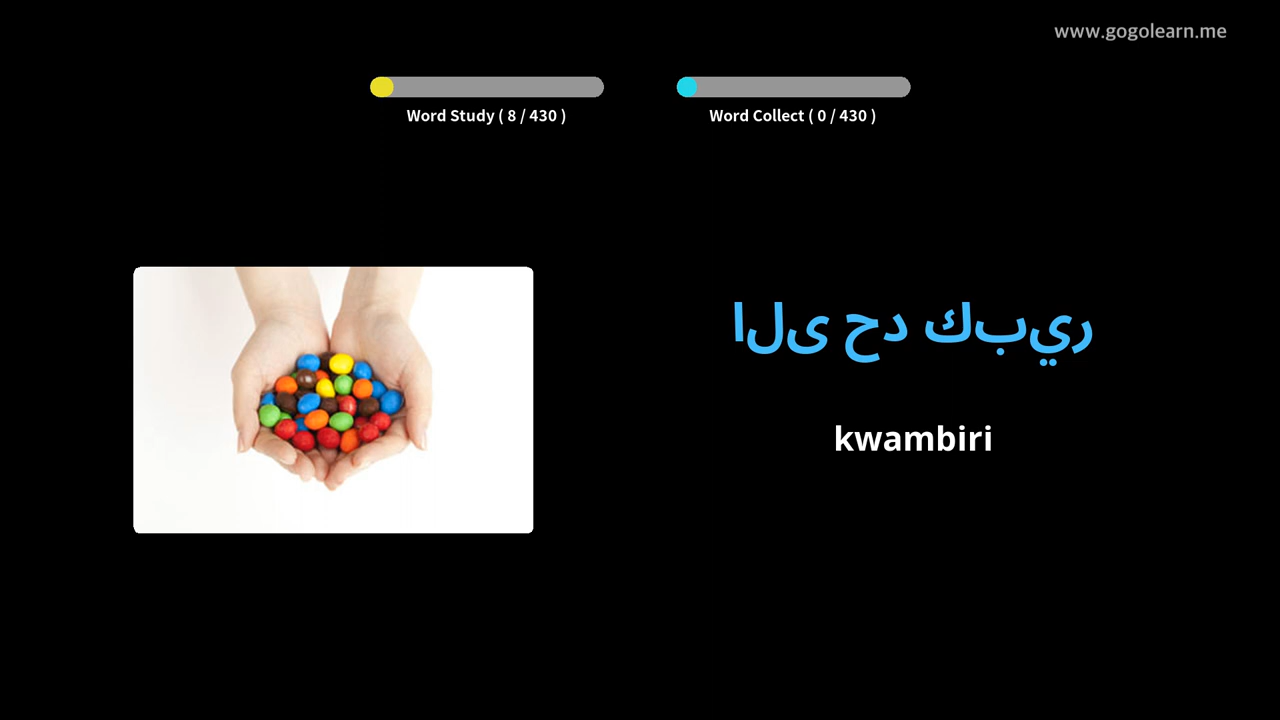 www.gogolearn.me
Word Study ( 8 / 430 )
Word Collect ( 0 / 430 )
الى حد كبير
kwambiri